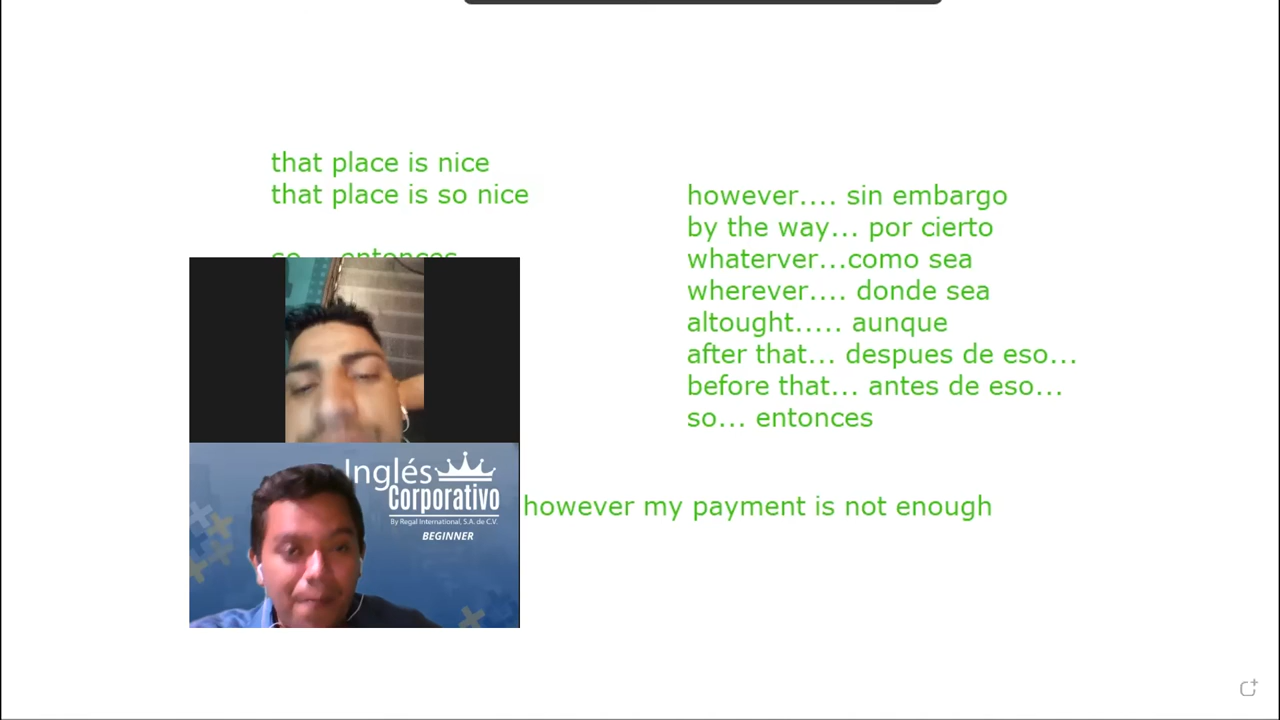 that place is nice
that place is so nice
so... entonces
however.... sin embargo
by the way... por cierto
whaterver...como sea
wherever.... donde sea
altought..... aunque
after that... despues de eso...
before that... antes de eso...
so... entonces
however my payment is not enough
Inglés
Corporativo
By Regal International, S.A. de C.V.
BEGINNER